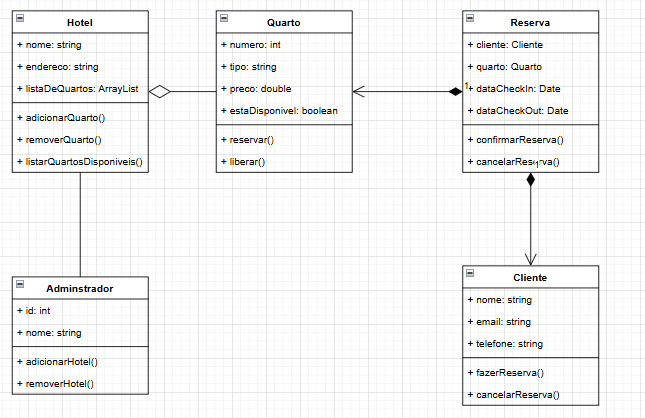 Hotel
+ nome: string
+ endereco: string
+ listaDeQuartos: ArrayList
+ adicionarQuarto()
+ removerQuarto()
+ listarQuartosDisponiveis()
Quarto
+ numero: int
+ tipo: string
+ preco: double
+ estaDisponivel: boolean
+ reservar()
+ liberar()
Reserva
+ cliente: Cliente
+ quarto: Quarto
1
+ dataCheckIn: Date
+ dataCheckOut: Date
+ confirmarReserva()
+ cancelarReserva()
1
Adminstrador
+ id: int
+ nome: string
+ adicionarHotel()
+ removerHotel()
Cliente
+ nome: string
+ email: string
+ telefone: string
+ fazerReserva()
+ cancelarReserva()